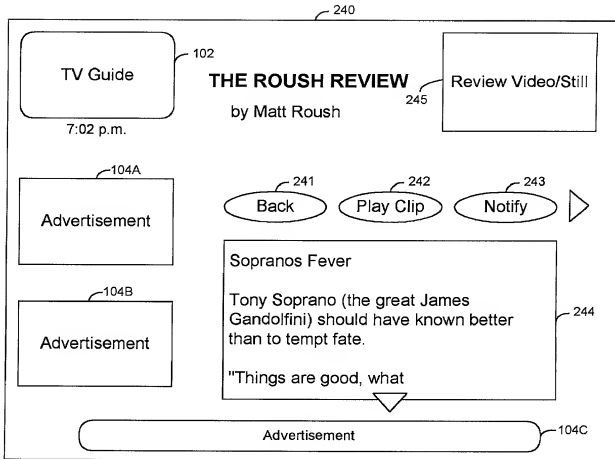 240
TV Guide
102
7:02 p.m.
THE ROUSH REVIEW
by Matt Roush
245
Review Video/Still
104A
Advertisement
104B
Advertisement
241
Back
242
Play Clip
243
Notify
Sopranos Fever
Tony Soprano (the great James
Gandolfini) should have known better
than to tempt fate.
"Things are good, what
244
Advertisement
104C